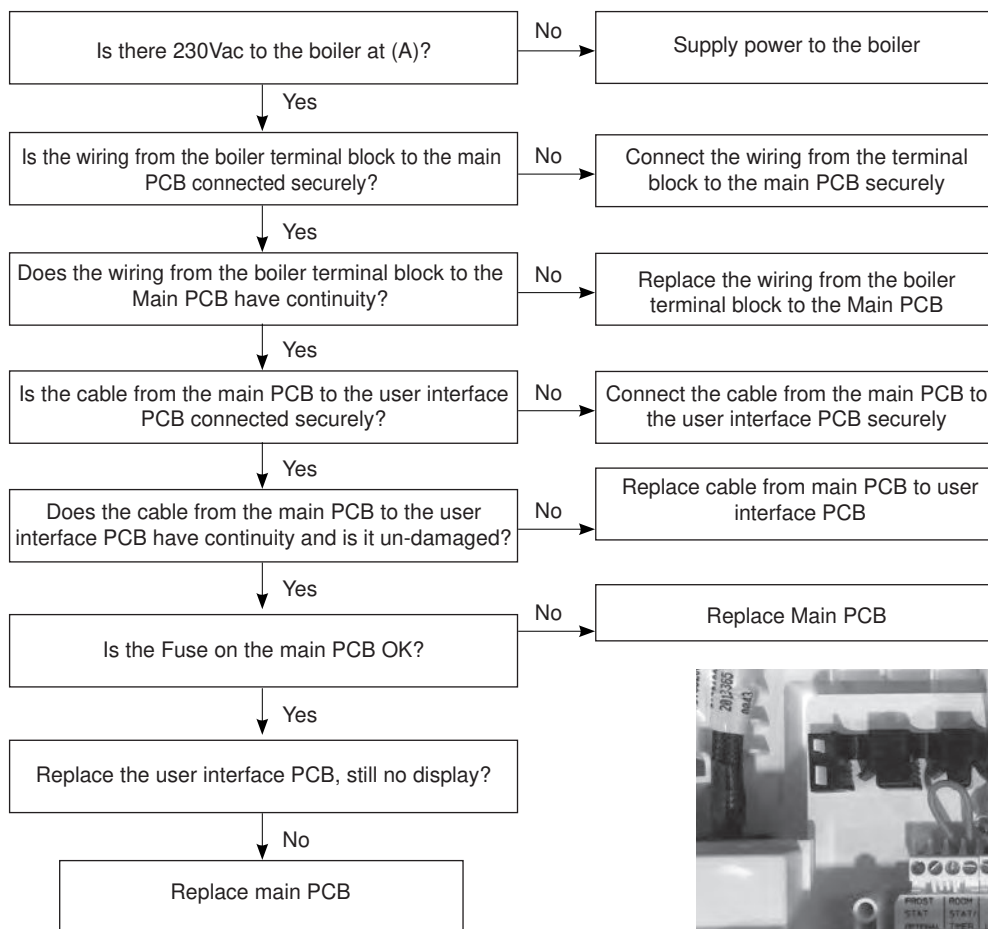 Is there 230Vac to the boiler at (A)?
No
Supply power to the boiler
Yes
Is the wiring from the boiler terminal block to the main
PCB connected securely?
No
Connect the wiring from the terminal
block to the main PCB securely
Yes
Does the wiring from the boiler terminal block to the
Main PCB have continuity?
No
Replace the wiring from the boiler
terminal block to the Main PCB
Yes
Is the cable from the main PCB to the user interface
PCB connected securely?
No
Connect the cable from the main PCB to
the user interface PCB securely
Yes
Does the cable from the main PCB to the user
interface PCB have continuity and is it un-damaged?
No
Replace cable from main PCB to user
interface PCB
Yes
Is the Fuse on the main PCB OK?
No
Replace Main PCB
Yes
Replace the user interface PCB, still no display?
No
Replace main PCB
FROST
STAT
ROOM
STAT/
TIMER